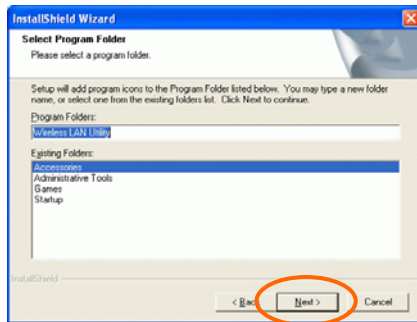 InstallShield Wizard
Select Program Folder
Please select a program folder.
Setup will add program icons to the Program Folder listed below. You may type a new folder
name, or select one from the existing folders list. Click Next to continue.
Program Folders:
Wireless LAN Utility
Existing Folders:
Accessories
Administrative Tools
Games
Startup
InstallShield
< Back
Next >
Cancel